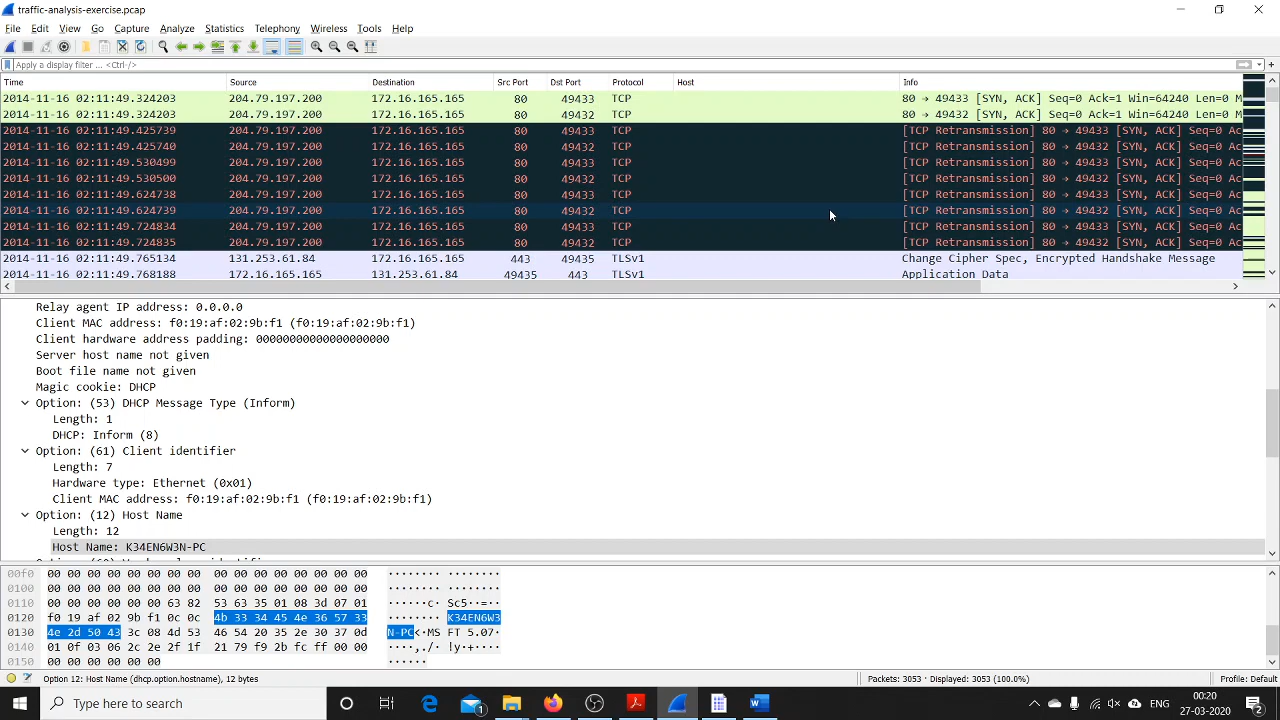 traffic-analysis-exercise.pcap
File Edit View Go Capture Analyze Statistics Telephony Wireless Tools Help
Apply a display filter ... <Ctrl-/>
Time Source Destination Src Port Dst Port Protocol Host Info
2014-11-16 02:11:49.324203 204.79.197.200 172.16.165.165 80 49433 TCP 80 → 49433 [SYN, ACK] Seq=0 Ack=1 Win=64240 Len=0 M
2014-11-16 02:11:49.324203 204.79.197.200 172.16.165.165 80 49432 TCP 80 → 49432 [SYN, ACK] Seq=0 Ack=1 Win=64240 Len=0 M
2014-11-16 02:11:49.425739 204.79.197.200 172.16.165.165 80 49433 TCP [TCP Retransmission] 80 → 49433 [SYN, ACK] Seq=0 Ac
2014-11-16 02:11:49.425740 204.79.197.200 172.16.165.165 80 49432 TCP [TCP Retransmission] 80 → 49432 [SYN, ACK] Seq=0 Ac
2014-11-16 02:11:49.530499 204.79.197.200 172.16.165.165 80 49433 TCP [TCP Retransmission] 80 → 49433 [SYN, ACK] Seq=0 Ac
2014-11-16 02:11:49.530500 204.79.197.200 172.16.165.165 80 49432 TCP [TCP Retransmission] 80 → 49432 [SYN, ACK] Seq=0 Ac
2014-11-16 02:11:49.624738 204.79.197.200 172.16.165.165 80 49433 TCP [TCP Retransmission] 80 → 49433 [SYN, ACK] Seq=0 Ac
2014-11-16 02:11:49.624739 204.79.197.200 172.16.165.165 80 49432 TCP [TCP Retransmission] 80 → 49432 [SYN, ACK] Seq=0 Ac
2014-11-16 02:11:49.724834 204.79.197.200 172.16.165.165 80 49433 TCP [TCP Retransmission] 80 → 49433 [SYN, ACK] Seq=0 Ac
2014-11-16 02:11:49.724835 204.79.197.200 172.16.165.165 80 49432 TCP [TCP Retransmission] 80 → 49432 [SYN, ACK] Seq=0 Ac
2014-11-16 02:11:49.765134 131.253.61.84 172.16.165.165 443 49435 TLSv1 Change Cipher Spec, Encrypted Handshake Message
2014-11-16 02:11:49.768188 172.16.165.165 131.253.61.84 49435 443 TLSv1 Application Data
Relay agent IP address: 0.0.0.0
Client MAC address: f0:19:af:02:9b:f1 (f0:19:af:02:9b:f1)
Client hardware address padding: 00000000000000000000
Server host name not given
Boot file name not given
Magic cookie: DHCP
Option: (53) DHCP Message Type (Inform)
Length: 1
DHCP: Inform (8)
Option: (61) Client identifier
Length: 7
Hardware type: Ethernet (0x01)
Client MAC address: f0:19:af:02:9b:f1 (f0:19:af:02:9b:f1)
Option: (12) Host Name
Length: 12
Host Name: K34EN6W3N-PC
00f0 00 00 00 00 00 00 00 00 00 00 00 00 00 00 00 00 ········ ········
0100 00 00 00 00 00 00 00 00 00 00 00 00 00 00 00 00 ········ ········
0110 00 00 00 00 00 00 63 82 53 63 35 01 08 3d 07 01 ······c· Sc5··=··
0120 f0 19 af 02 9b f1 0c 0c 4b 33 34 45 4e 36 57 33 ········ K34EN6W3
0130 4e 2d 50 43 3c 08 4d 53 46 54 20 35 2e 30 37 0d N-PC<·MS FT 5.07·
0140 01 0f 03 06 2c 2e 2f 1f 21 79 f9 2b fc ff 00 00 ····,./· !y·+····
0150 00 00 00 00 00 00 ······
Option 12: Host Name (dhcp.option.hostname), 12 bytes Packets: 3053 · Displayed: 3053 (100.0%) Profile: Default
Type here to search 1 ENG 00:20 27-03-2020 2